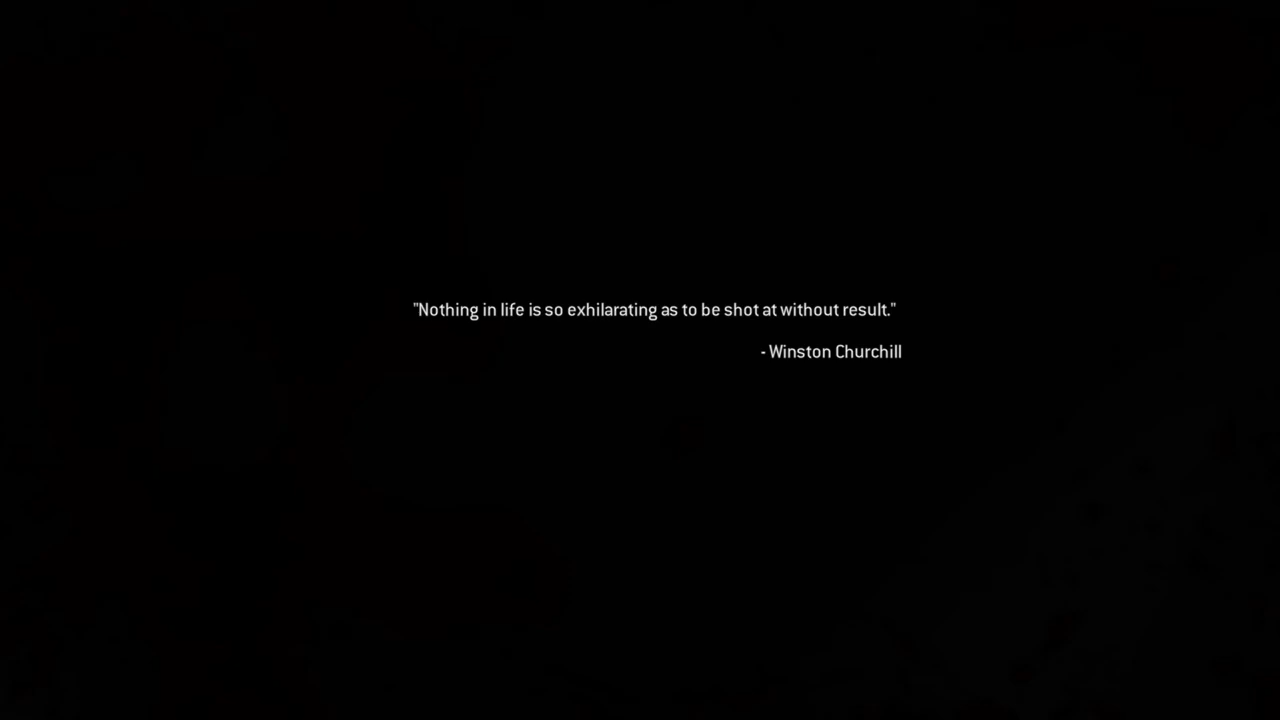 "Nothing in life is so exhilarating as to be shot at without result."
- Winston Churchill